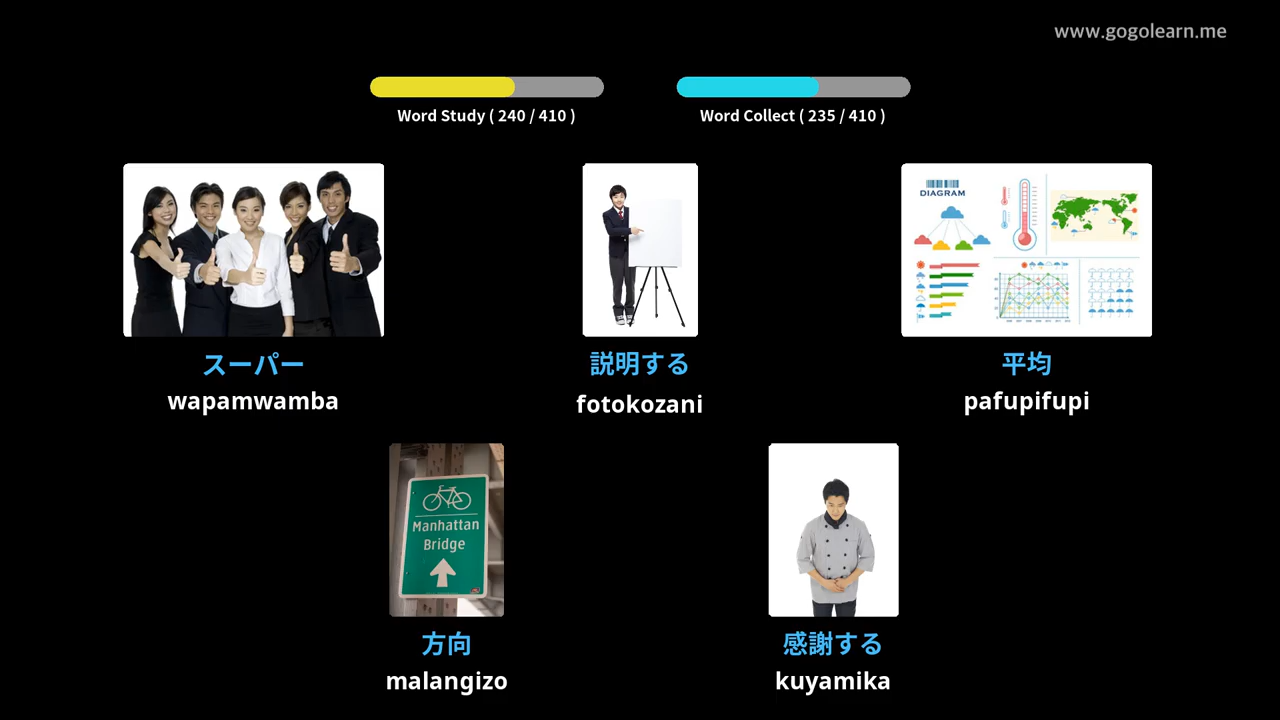 www.gogolearn.me
Word Study ( 240 / 410 )
Word Collect ( 235 / 410 )
DIAGRAM
スーパー
wapamwamba
説明する
fotokozani
平均
pafupifupi
Manhattan
Bridge
方向
malangizo
感謝する
kuyamika